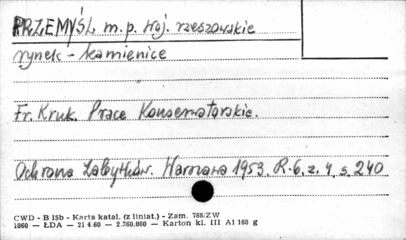 PRZEMYŚL m. p. woj. rzeszowskie
rynek - kamienice
Fr. Kruk. Prace Konserwatorskie.
Ochrona Zabytków. Warszawa 1953. R. 6, z. 4, s. 240
CWD - B 15b - Karta katal. (z liniat.) - Zam. 788/ZW
1060 — ŁDA — 21 4.60 — 2.760.000 — Karton kl. III A1 160 g